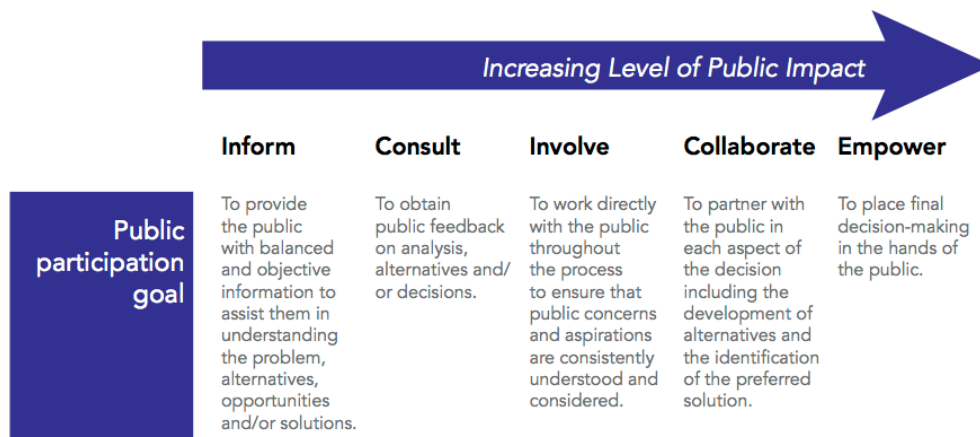 Increasing Level of Public Impact
Inform
Consult
Involve
Collaborate
Empower
Public
participation
goal
To provide
the public
with balanced
and objective
information to
assist them in
understanding
the problem,
alternatives,
opportunities
and/or solutions.
To obtain
public feedback
on analysis,
alternatives and/
or decisions.
To work directly
with the public
throughout
the process
to ensure that
public concerns
and aspirations
are consistently
understood and
considered.
To partner with
the public in
each aspect of
the decision
including the
development of
alternatives and
the identification
of the preferred
solution.
To place final
decision-making
in the hands of
the public.